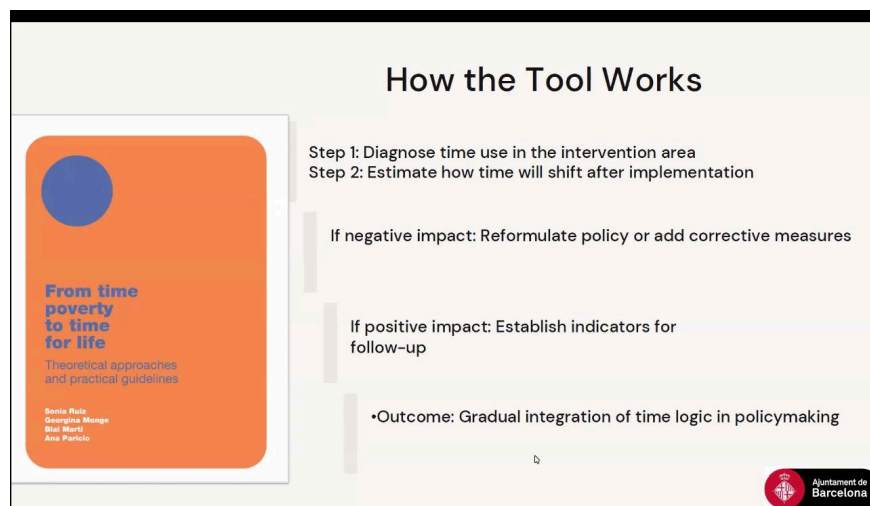 How the Tool Works
Step 1: Diagnose time use in the intervention area
Step 2: Estimate how time will shift after implementation
If negative impact: Reformulate policy or add corrective measures
If positive impact: Establish indicators for
follow-up
•Outcome: Gradual integration of time logic in policymaking
From time
poverty
to time
for life
Theoretical approaches
and practical guidelines
Sonia Ruiz
Georgina Monge
Blai Martí
Ana Paricio
Ajuntament de
Barcelona